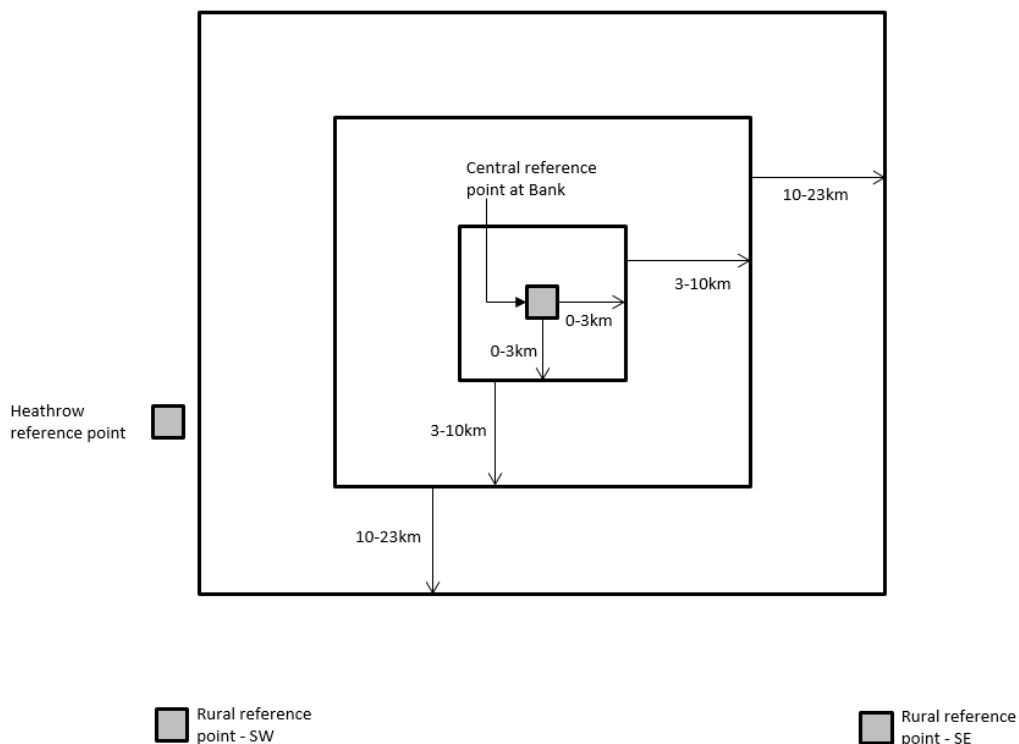 Central reference
point at Bank
10-23km
3-10km
0-3km
0-3km
Heathrow
reference point
3-10km
10-23km
Rural reference
point - SW
Rural reference
point - SE